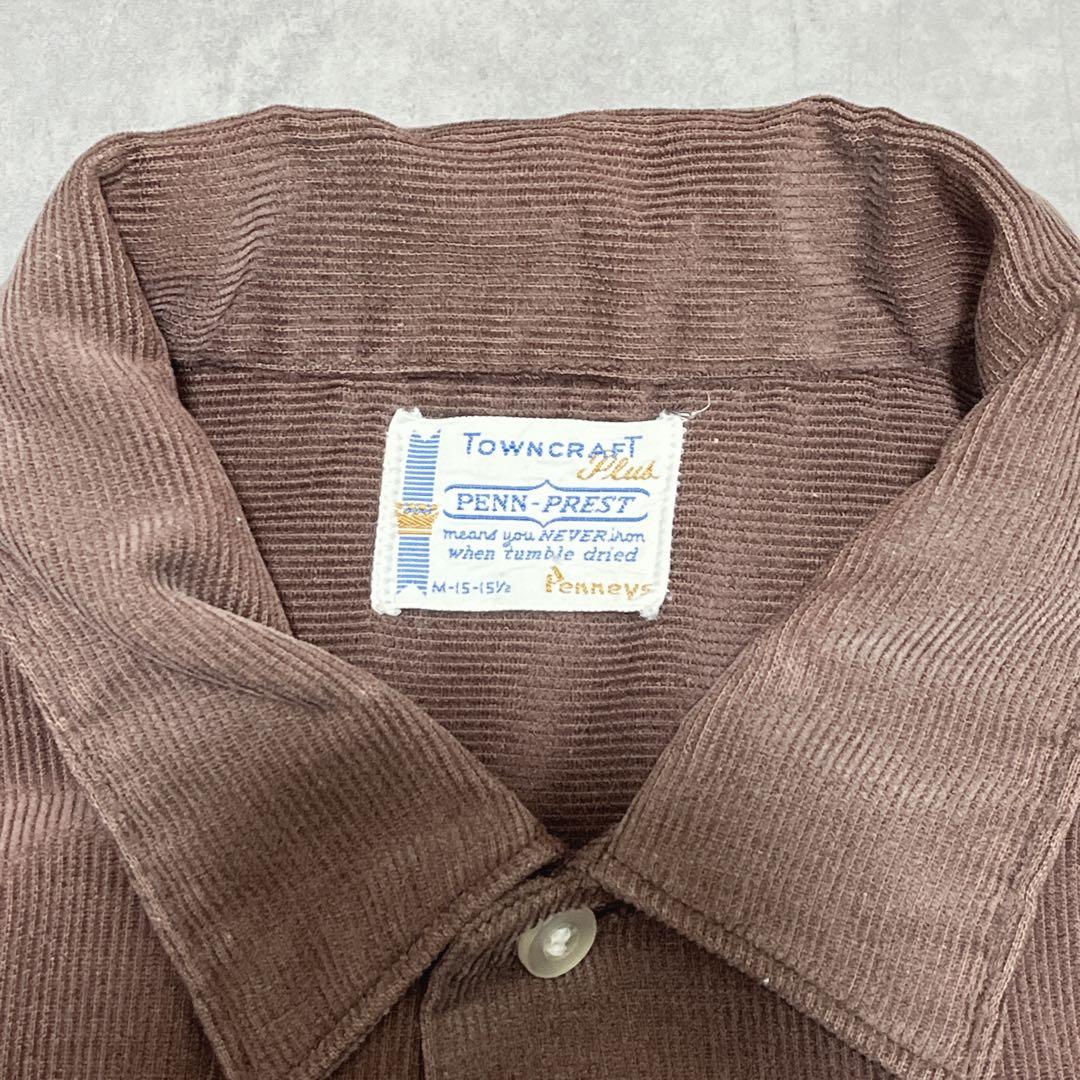 TOWNCRAFT
Plus
PENN-PREST
means you NEVER iron
when tumble dried
M-15-15½
Penneys